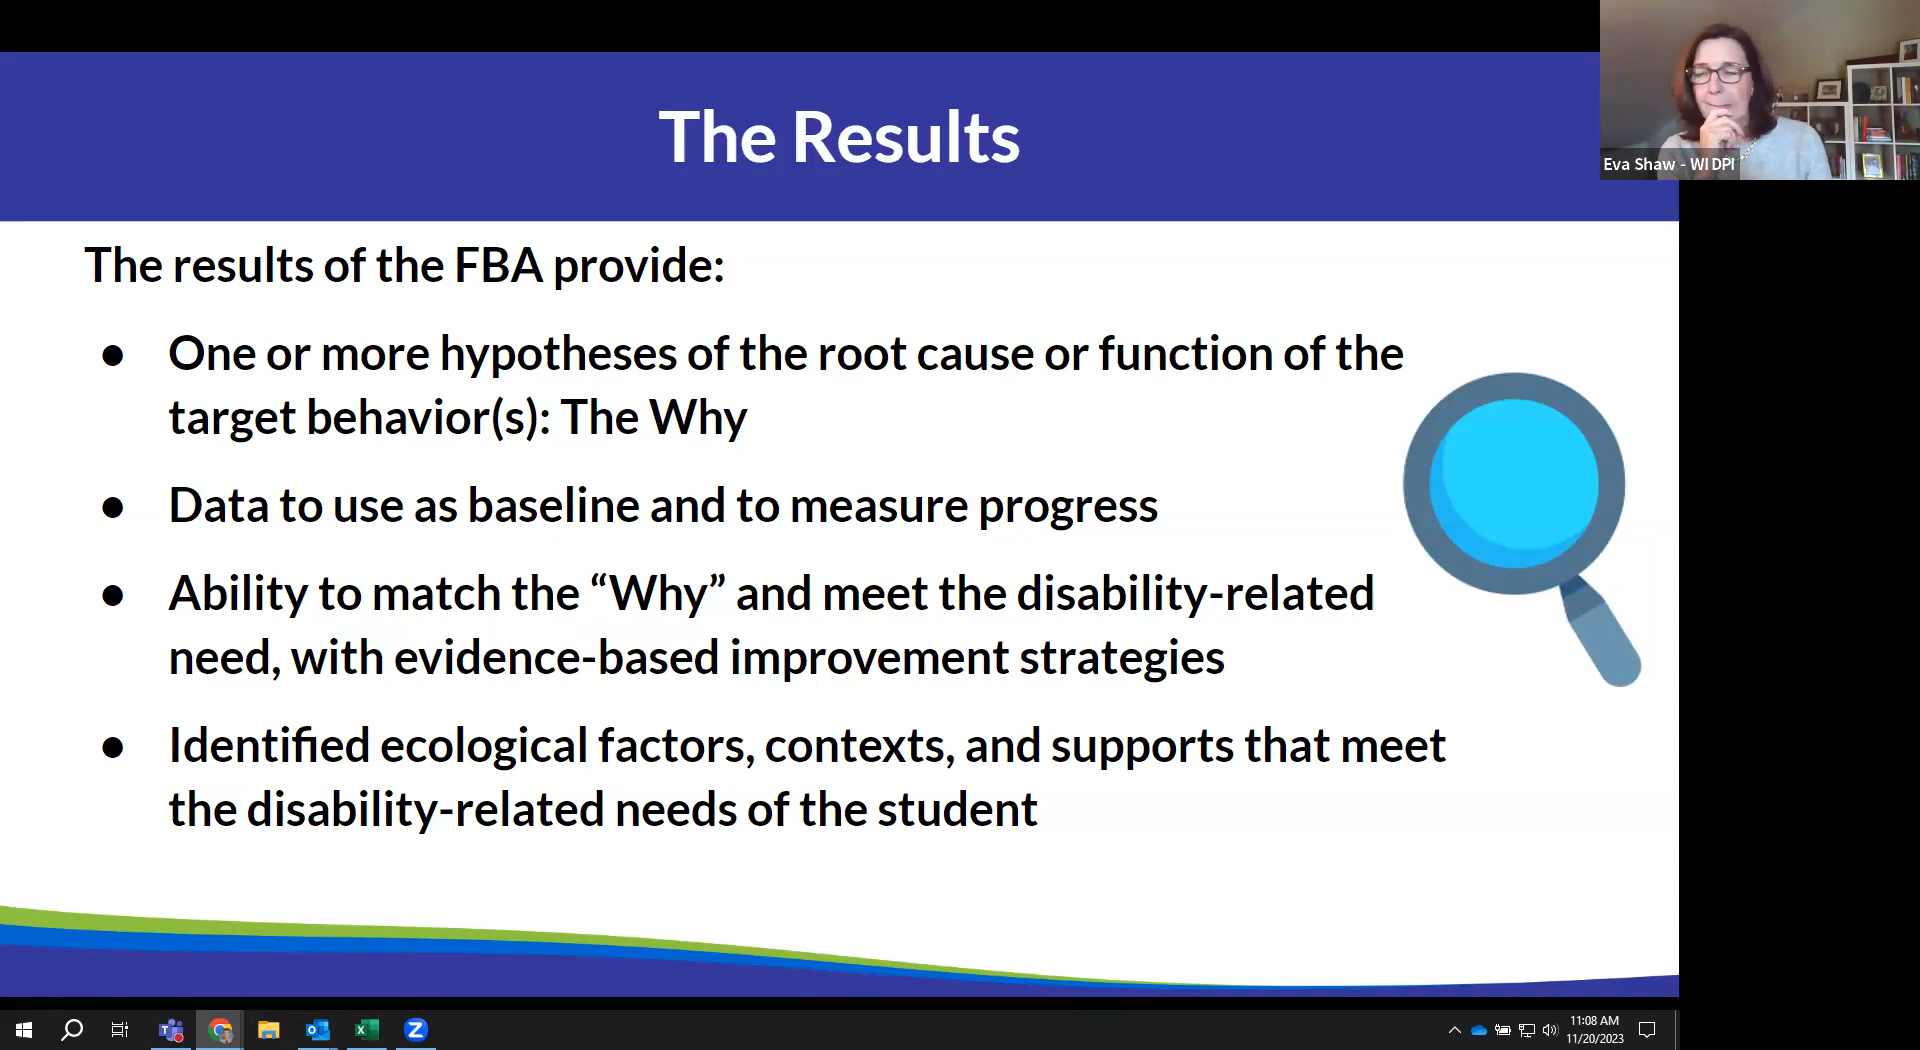 The Results
Eva Shaw - WI DPI
The results of the FBA provide:
● One or more hypotheses of the root cause or function of the
target behavior(s): The Why
● Data to use as baseline and to measure progress
● Ability to match the “Why” and meet the disability-related
need, with evidence-based improvement strategies
● Identified ecological factors, contexts, and supports that meet
the disability-related needs of the student
11:08 AM
11/20/2023